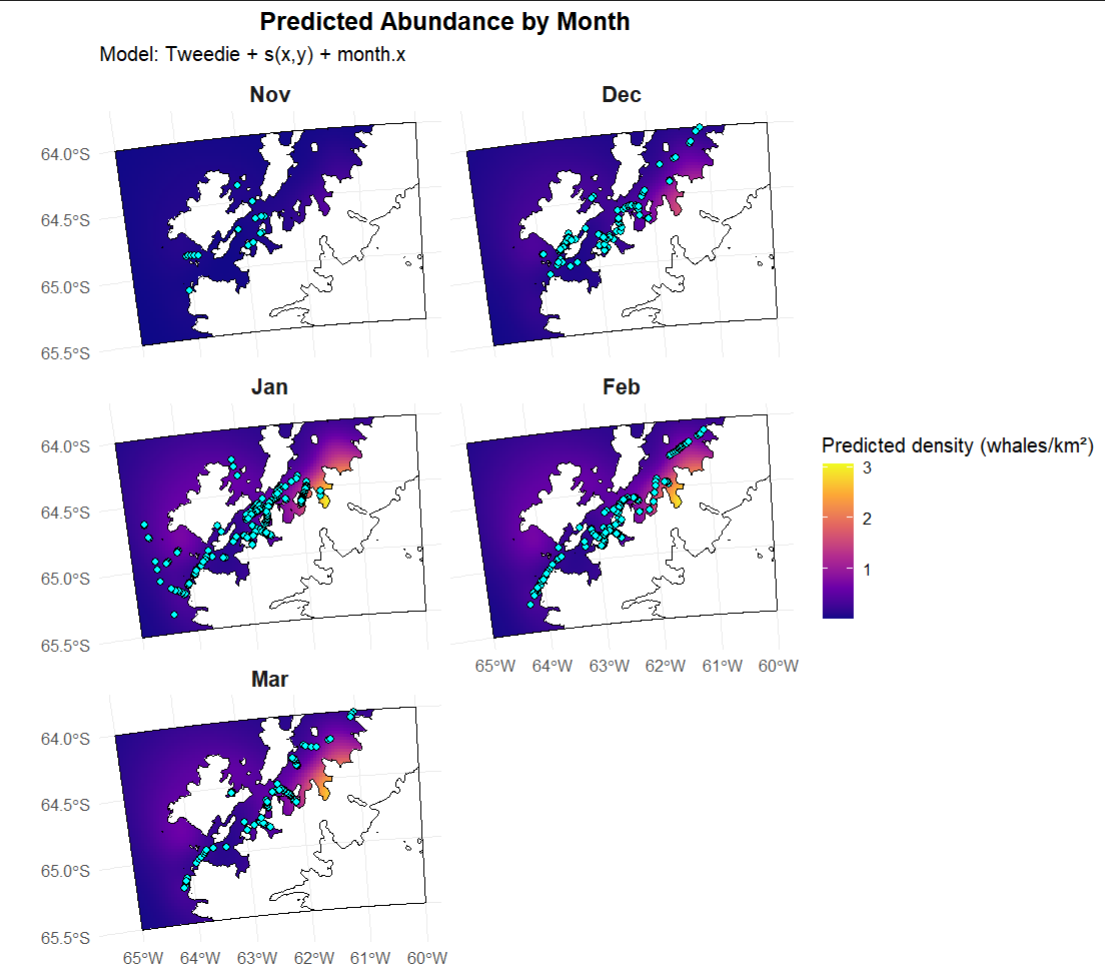 Predicted Abundance by Month
Model: Tweedie + s(x,y) + month.x
Nov
Dec
64.0°S
64.5°S
65.0°S
65.5°S
Jan
Feb
64.0°S
64.5°S
65.0°S
65.5°S
65°W 64°W 63°W 62°W 61°W 60°W
Predicted density (whales/km²)
3
2
1
Mar
64.0°S
64.5°S
65.0°S
65.5°S
65°W 64°W 63°W 62°W 61°W 60°W